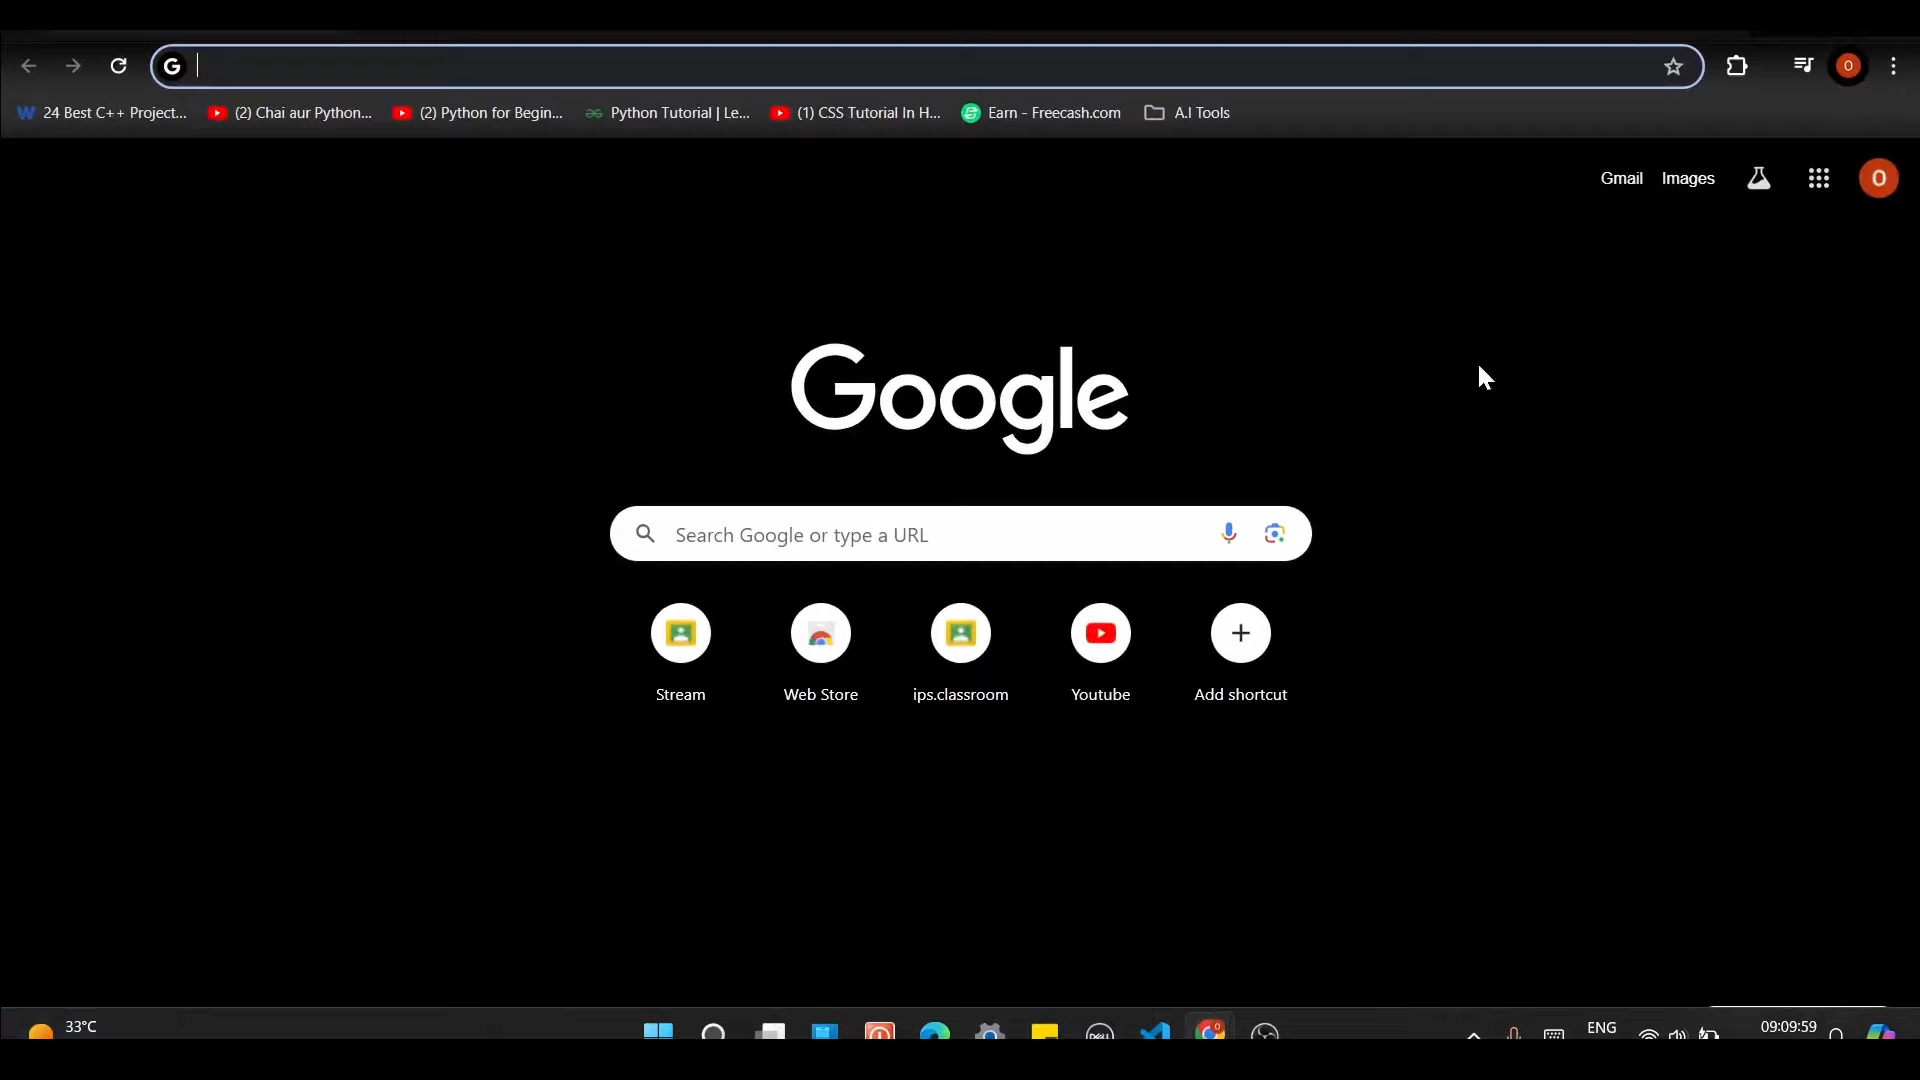 24 Best C++ Project...
(2) Chai aur Python...
(2) Python for Begin...
Python Tutorial | Le...
(1) CSS Tutorial In H...
Earn - Freecash.com
A.I Tools
Gmail
Images
Google
Search Google or type a URL
Stream
Web Store
ips.classroom
Youtube
Add shortcut
33°C
ENG
09:09:59